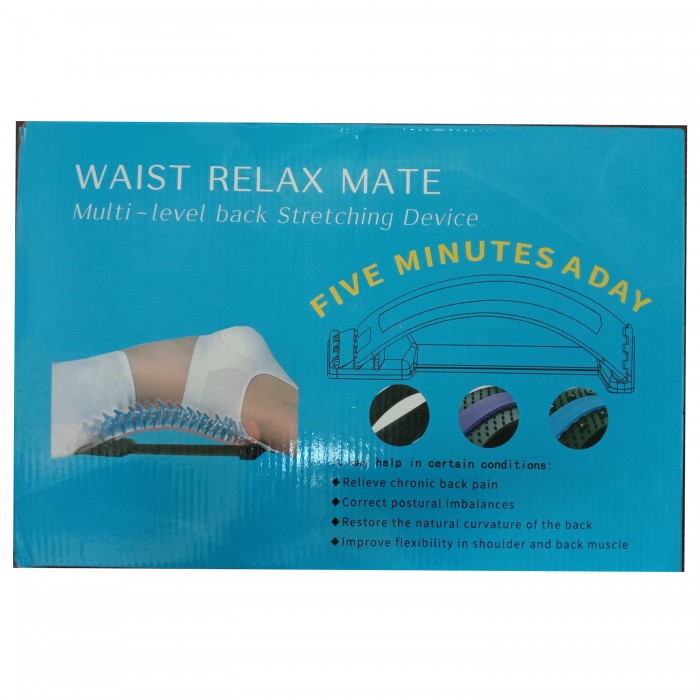 WAIST RELAX MATE
Multi-level back Stretching Device
FIVE MINUTES A DAY
may help in certain conditions:
◆Relieve chronic back pain
◆Correct postural imbalances
◆Restore the natural curvature of the back
◆Improve flexibility in shoulder and back muscle